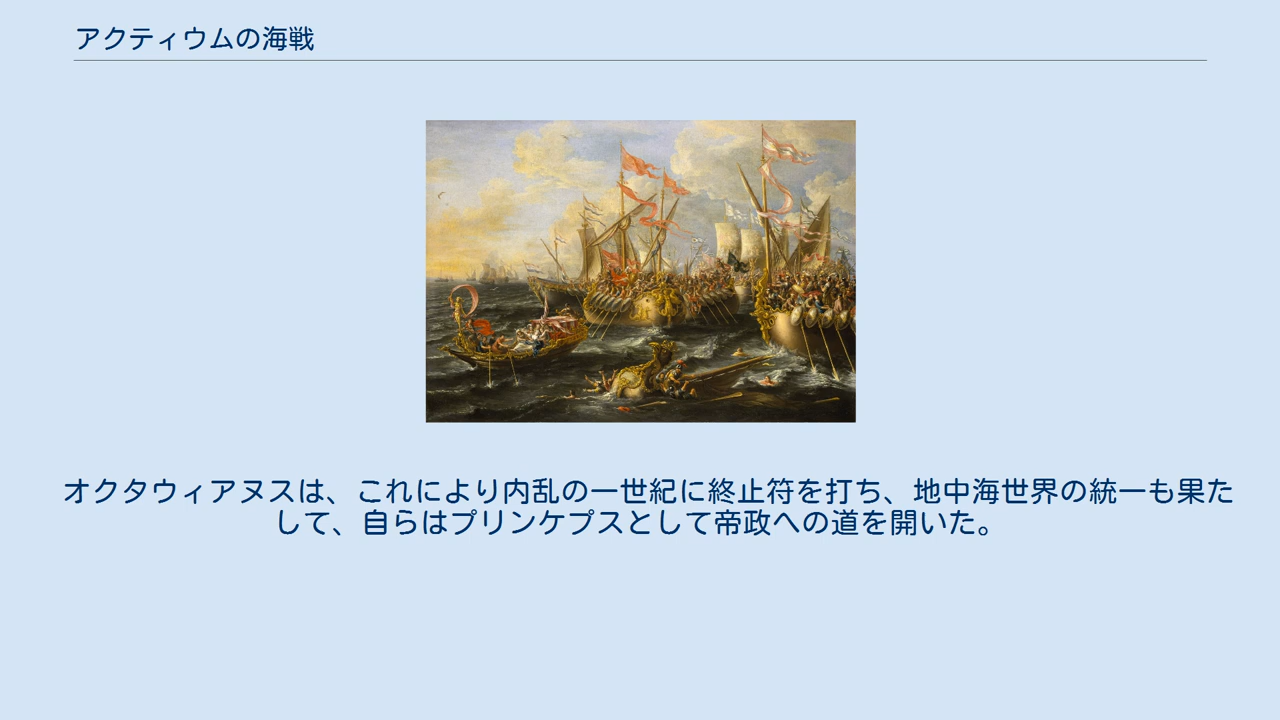 アクティウムの海戦
オクタウィアヌスは、これにより内乱の一世紀に終止符を打ち、地中海世界の統一も果た
して、自らはプリンケプスとして帝政への道を開いた。